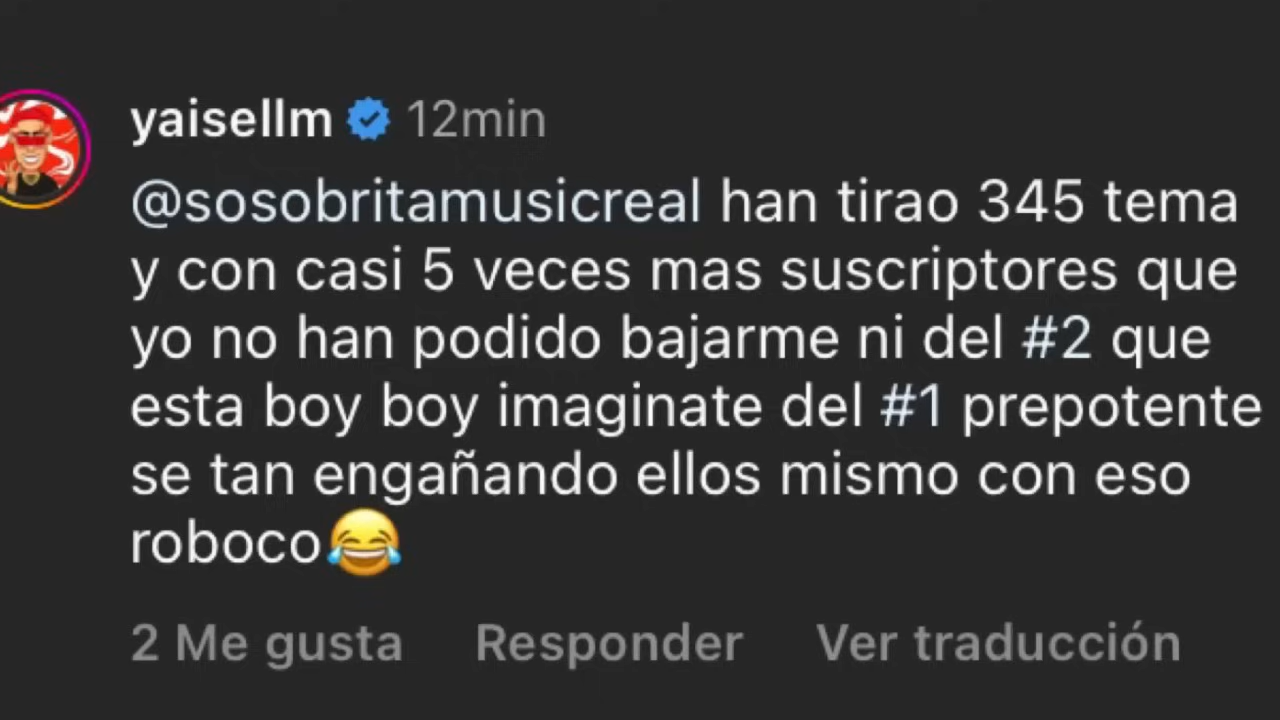 yaisellm 12min
@sosobritamusicreal han tirao 345 tema
y con casi 5 veces mas suscriptores que
yo no han podido bajarme ni del #2 que
esta boy boy imaginate del #1 prepotente
se tan engañando ellos mismo con eso
roboco😂
2 Me gusta Responder Ver traducción